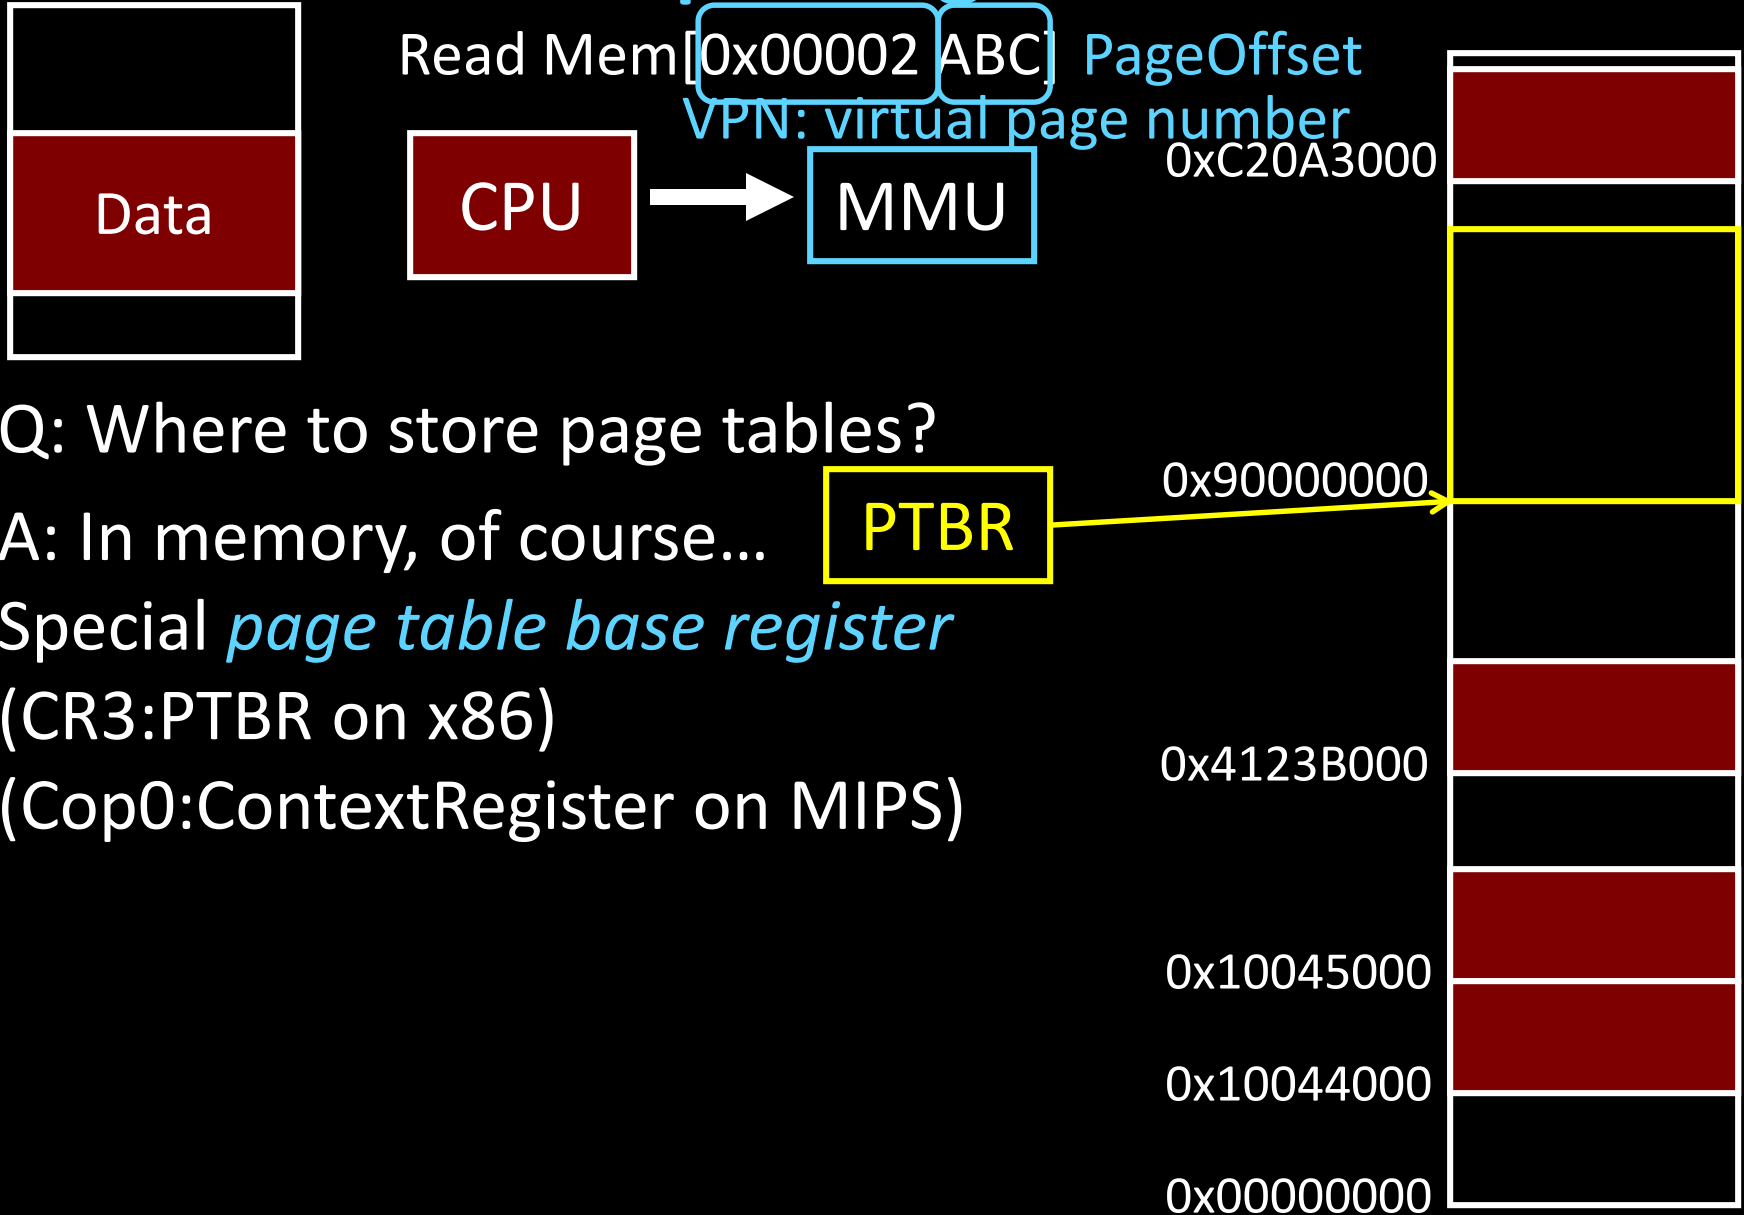 Read Mem[0x00002 ABC] PageOffset
VPN: virtual page number
0xC20A3000
Data
CPU
MMU
Q: Where to store page tables?
0x90000000
A: In memory, of course…
PTBR
Special page table base register
(CR3:PTBR on x86)
0x4123B000
(Cop0:ContextRegister on MIPS)
0x10045000
0x10044000
0x00000000